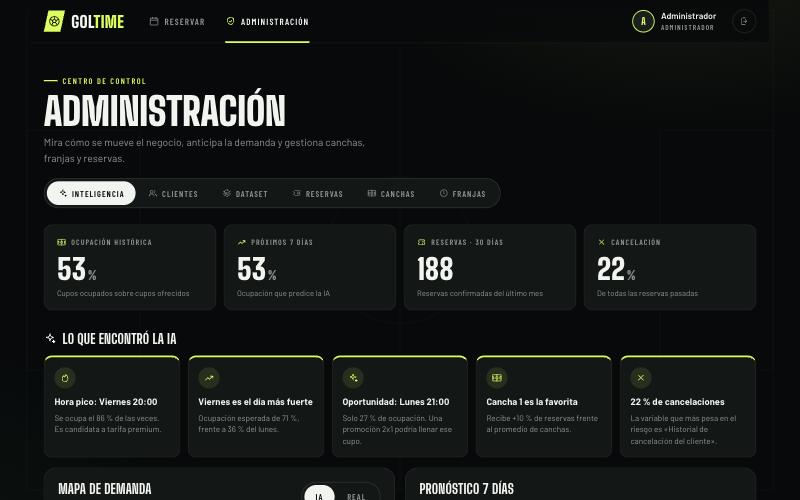 GOLTIME
RESERVAR
ADMINISTRACIÓN
A
Administrador
ADMINISTRADOR
CENTRO DE CONTROL
ADMINISTRACIÓN
Mira cómo se mueve el negocio, anticipa la demanda y gestiona canchas,
franjas y reservas.
INTELIGENCIA
CLIENTES
DATASET
RESERVAS
CANCHAS
FRANJAS
OCUPACIÓN HISTÓRICA
53%
Cupos ocupados sobre cupos ofrecidos
PRÓXIMOS 7 DÍAS
53%
Ocupación que predice la IA
RESERVAS · 30 DÍAS
188
Reservas confirmadas del último mes
CANCELACIÓN
22%
De todas las reservas pasadas
LO QUE ENCONTRÓ LA IA
Hora pico: Viernes 20:00
Se ocupa el 86 % de las veces.
Es candidata a tarifa premium.
Viernes es el día más fuerte
Ocupación esperada de 71 %,
frente a 36 % del lunes.
Oportunidad: Lunes 21:00
Solo 27 % de ocupación. Una
promoción 2x1 podría llenar ese
cupo.
Cancha 1 es la favorita
Recibe +10 % de reservas frente
al promedio de canchas.
22 % de cancelaciones
La variable que más pesa en el
riesgo es «Historial de
cancelación del cliente».
MAPA DE DEMANDA
IA
REAL
PRONÓSTICO 7 DÍAS